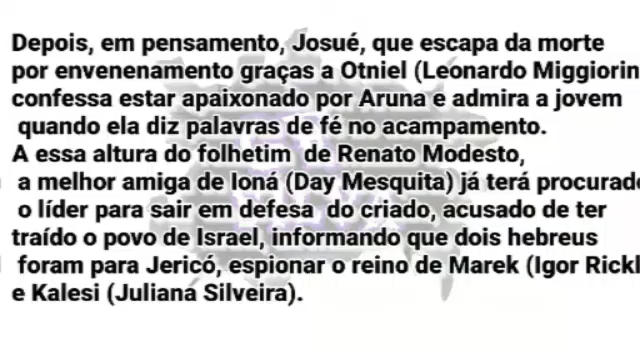 Depois, em pensamento, Josué, que escapa da morte
por envenenamento graças a Otniel (Leonardo Miggiorin
confessa estar apaixonado por Aruna e admira a jovem
quando ela diz palavras de fé no acampamento.
A essa altura do folhetim de Renato Modesto,
a melhor amiga de Ioná (Day Mesquita) já terá procurad
o líder para sair em defesa do criado, acusado de ter
traído o povo de Israel, informando que dois hebreus
foram para Jericó, espionar o reino de Marek (Igor Rickl
e Kalesi (Juliana Silveira).